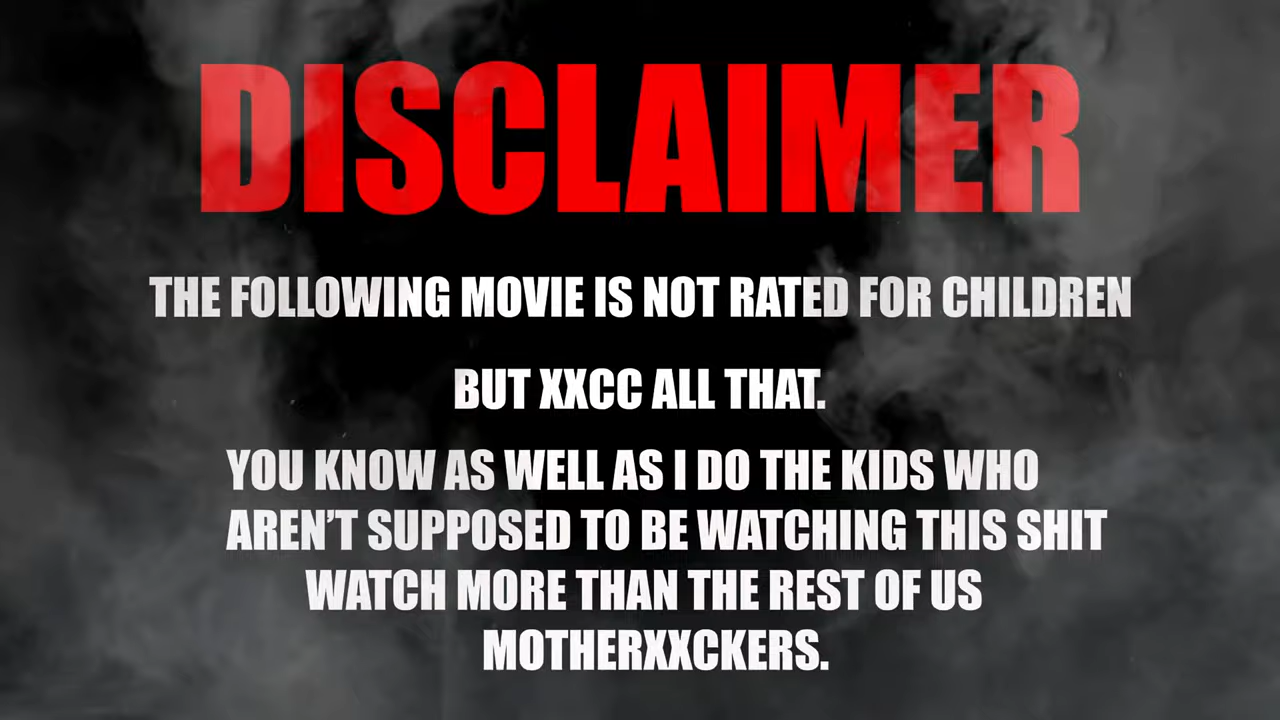 DISCLAIMER
THE FOLLOWING MOVIE IS NOT RATED FOR CHILDREN
BUT XXCC ALL THAT.
YOU KNOW AS WELL AS I DO THE KIDS WHO
AREN'T SUPPOSED TO BE WATCHING THIS SHIT
WATCH MORE THAN THE REST OF US
MOTHERXXCKERS.